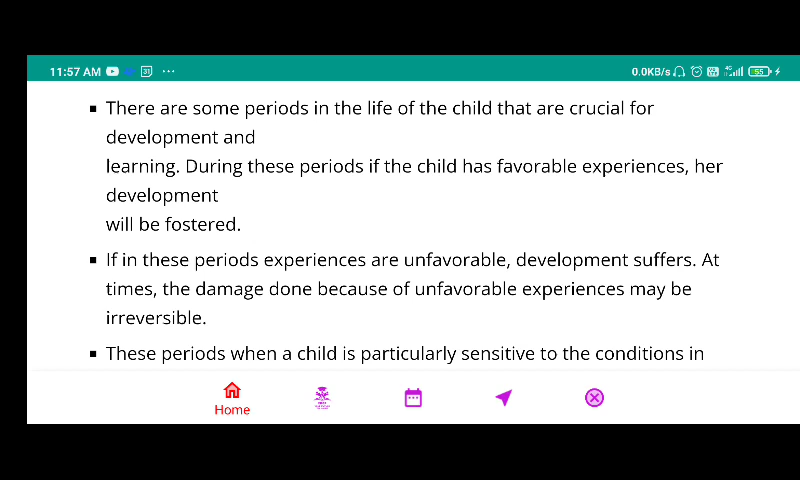 11:57 AM 31 ...
0.0KB/s 4G 55
There are some periods in the life of the child that are crucial for
development and
learning. During these periods if the child has favorable experiences, her
development
will be fostered.
If in these periods experiences are unfavorable, development suffers. At
times, the damage done because of unfavorable experiences may be
irreversible.
These periods when a child is particularly sensitive to the conditions in
Home